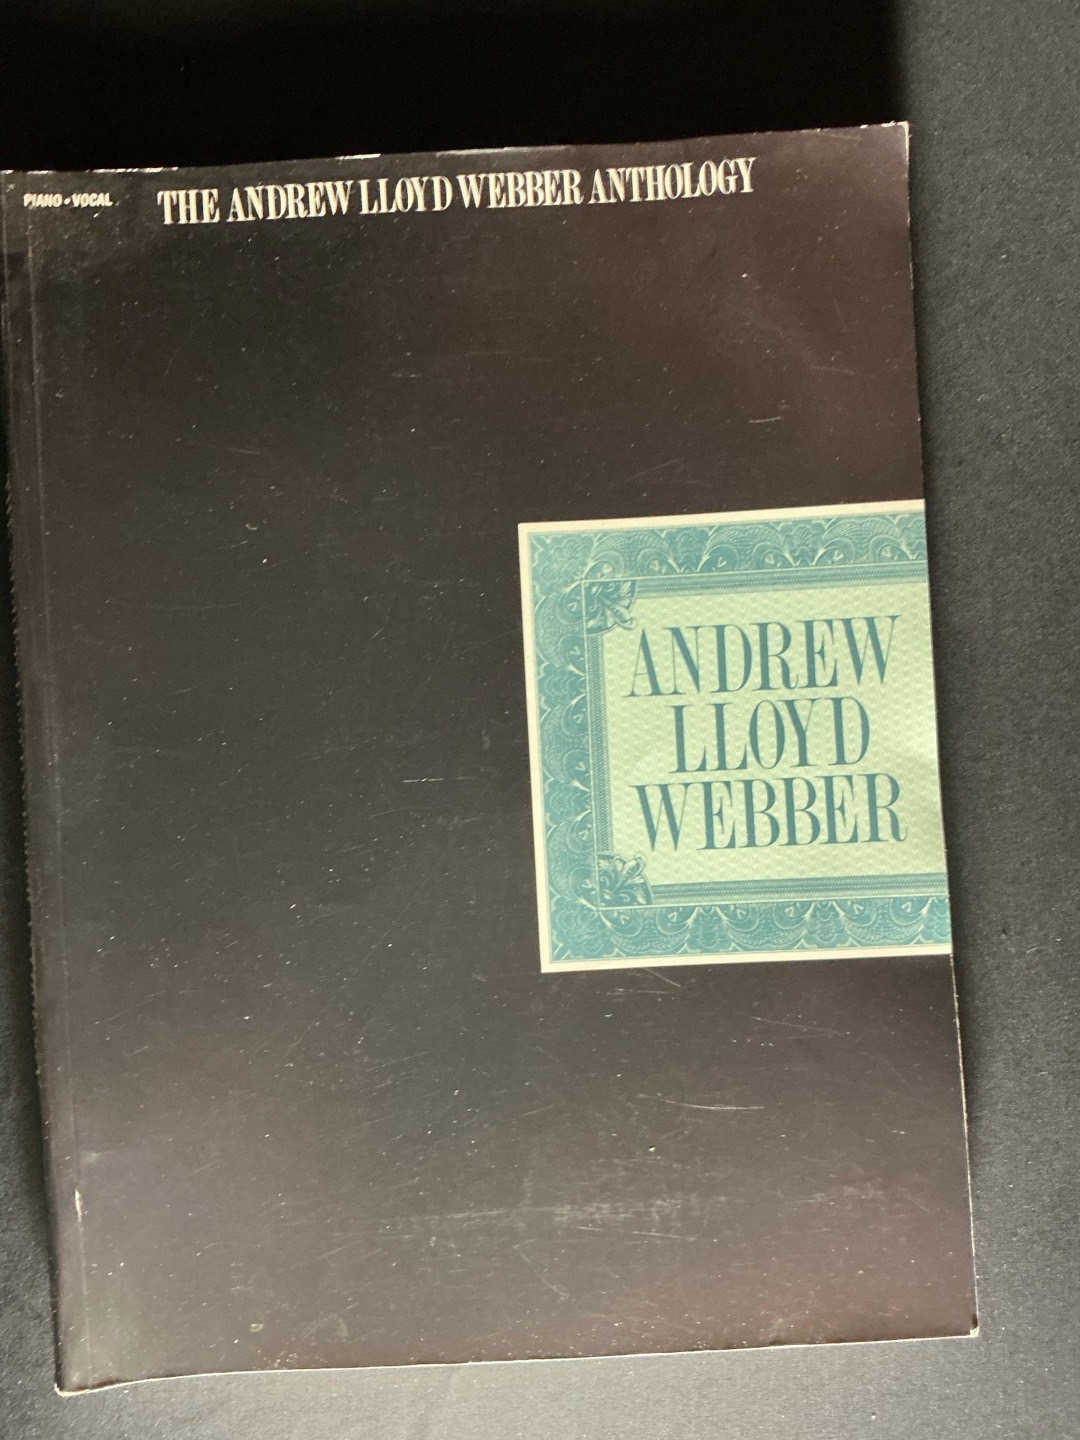 PIANO • VOCAL
THE ANDREW LLOYD WEBBER ANTHOLOGY
ANDREW
LLOYD
WEBBER